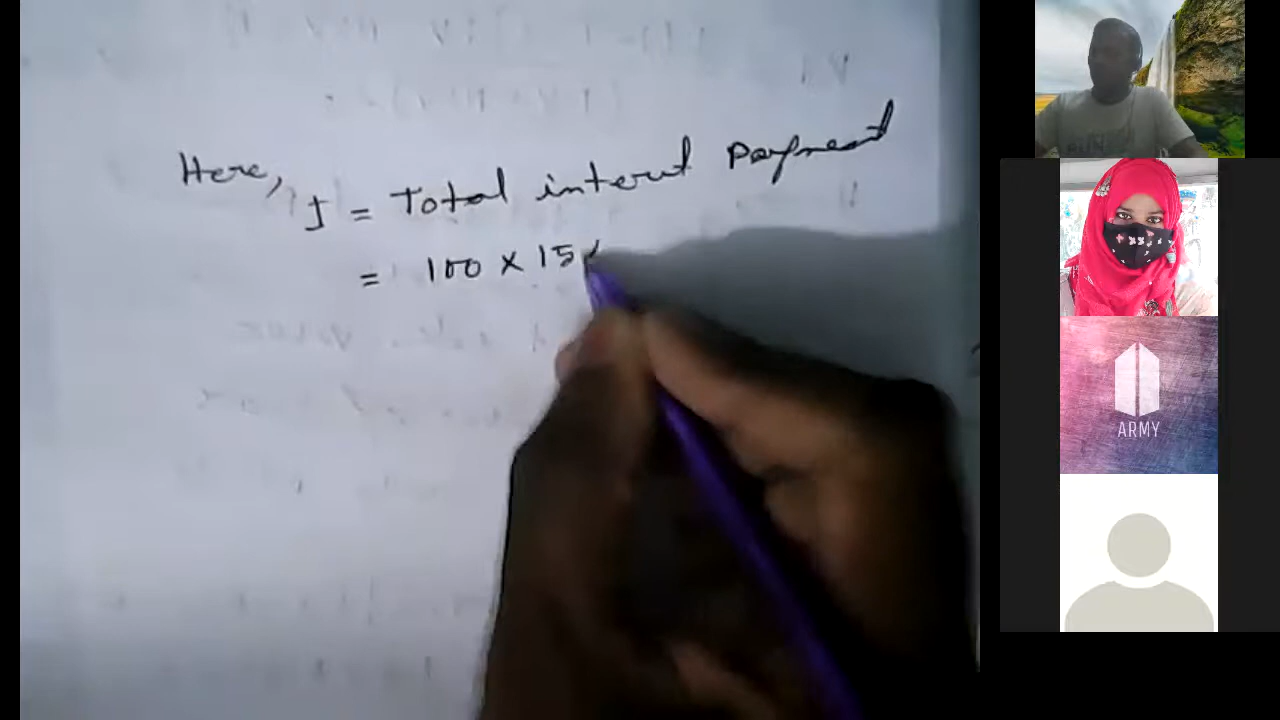 Here,
I = Total interest payment
= 100 × 15%
ARMY